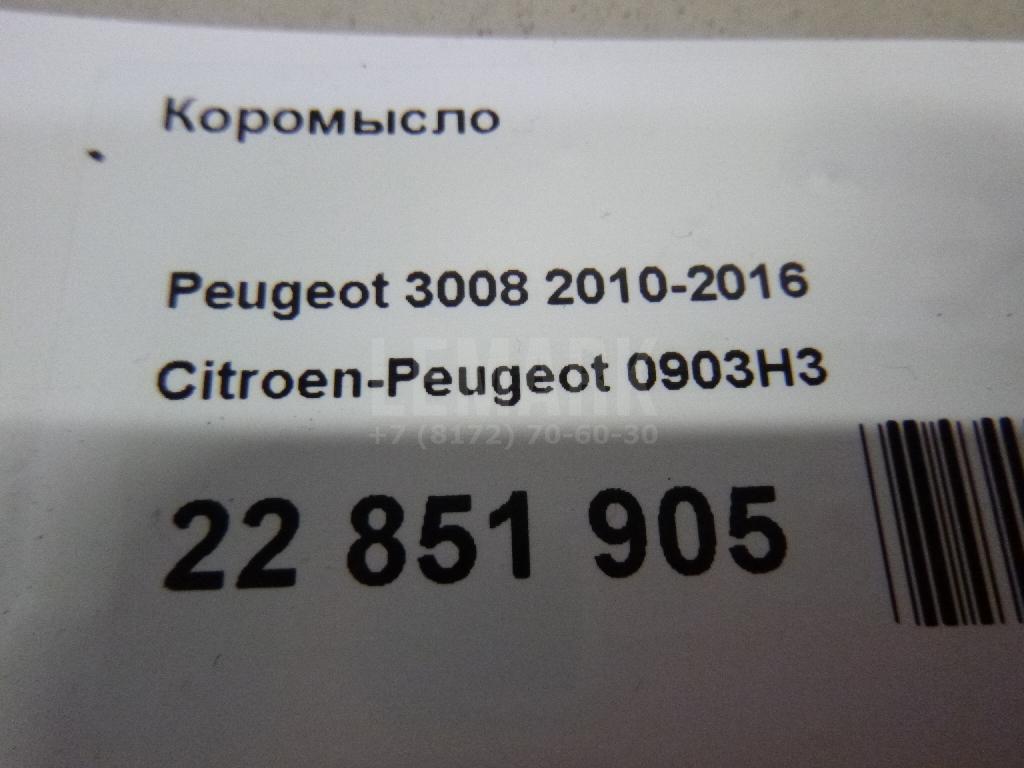 Коромысло
Peugeot 3008 2010-2016
Citroen-Peugeot 0903H3
LEMARK
+7 (8172) 70-60-30
22 851 905